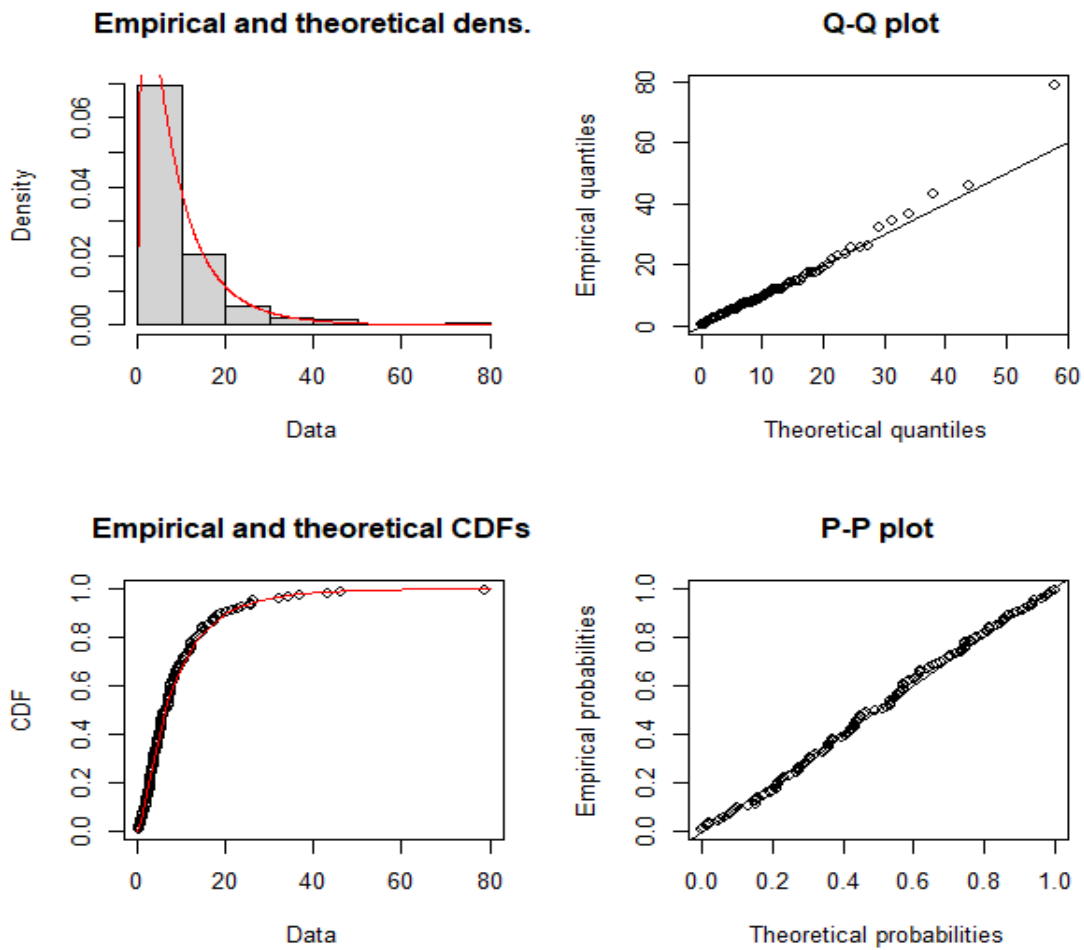 Empirical and theoretical dens.
Density
0.00
0.02
0.04
0.06
0 20 40 60 80
Data
Q-Q plot
Empirical quantiles
0 20 40 60 80
0 10 20 30 40 50 60
Theoretical quantiles
Empirical and theoretical CDFs
CDF
0.0 0.2 0.4 0.6 0.8 1.0
0 20 40 60 80
Data
P-P plot
Empirical probabilities
0.0 0.2 0.4 0.6 0.8 1.0
0.0 0.2 0.4 0.6 0.8 1.0
Theoretical probabilities